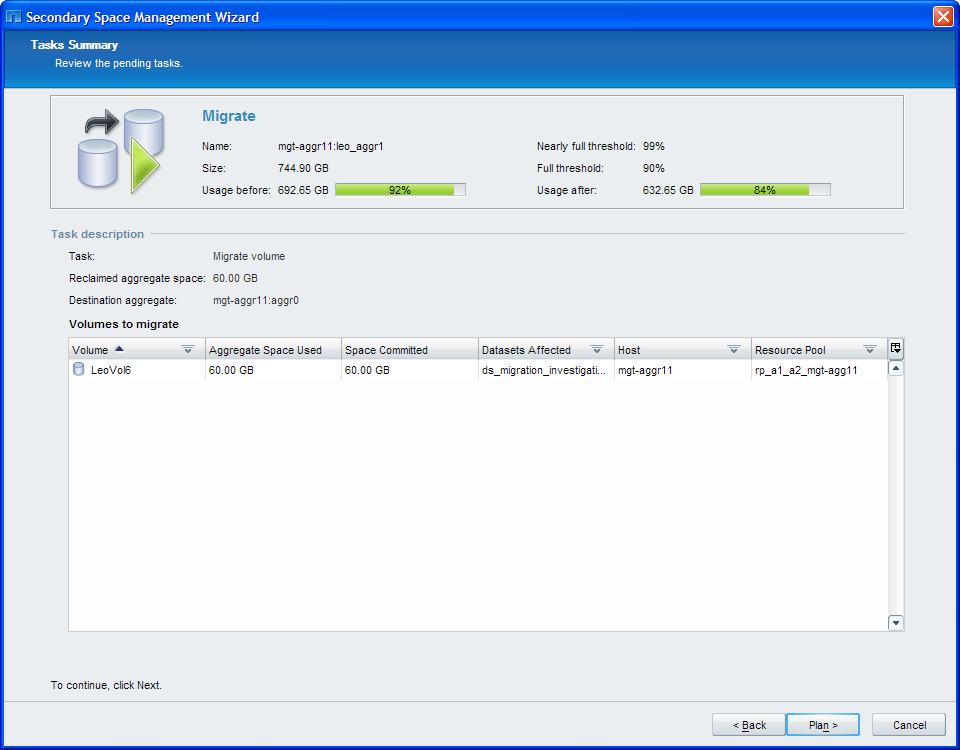 Secondary Space Management Wizard
Tasks Summary
Review the pending tasks.
Migrate
Name: mgt-aggr11:leo_aggr1 Nearly full threshold: 99%
Size: 744.90 GB Full threshold: 90%
Usage before: 692.65 GB 92% Usage after: 632.65 GB 84%
Task description
Task: Migrate volume
Reclaimed aggregate space: 60.00 GB
Destination aggregate: mgt-aggr11:aggr0
Volumes to migrate
Volume Aggregate Space Used Space Committed Datasets Affected Host Resource Pool
LeoVol6 60.00 GB 60.00 GB ds_migration_investigati... mgt-aggr11 rp_a1_a2_mgt-agg11
To continue, click Next.
< Back Plan > Cancel